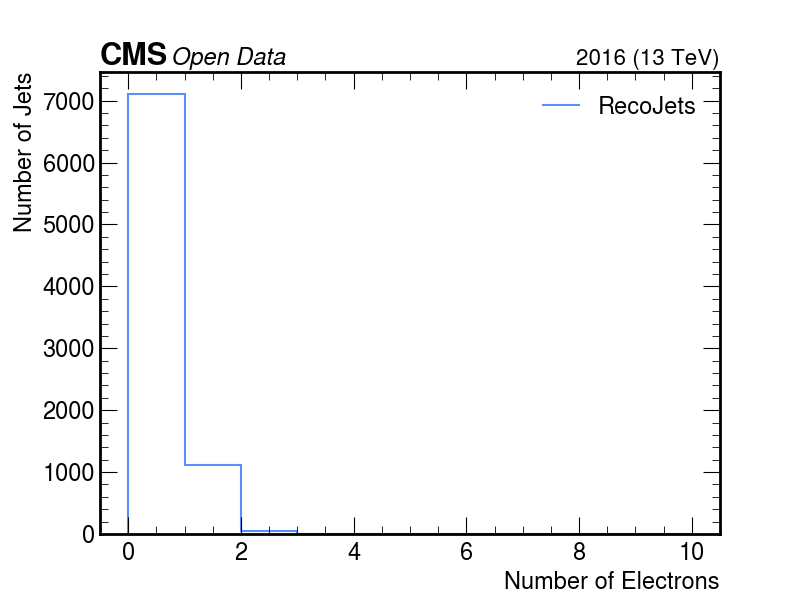 CMS Open Data 2016 (13 TeV)
RecoJets
Number of Jets
7000
6000
5000
4000
3000
2000
1000
0
0 2 4 6 8 10
Number of Electrons